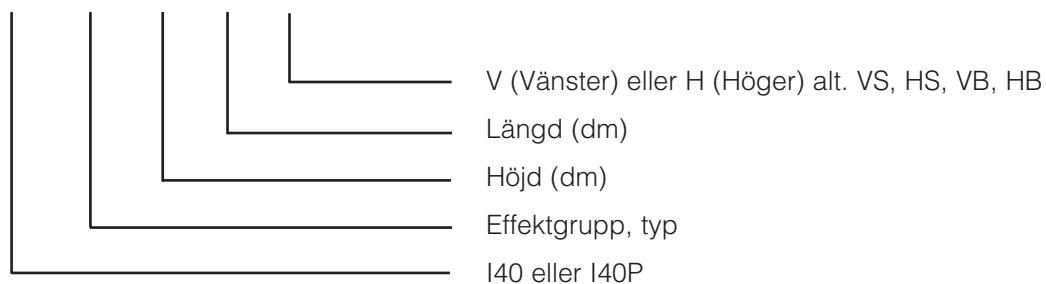 V (Vänster) eller H (Höger) alt. VS, HS, VB, HB
Längd (dm)
Höjd (dm)
Effektgrupp, typ
I40 eller I40P